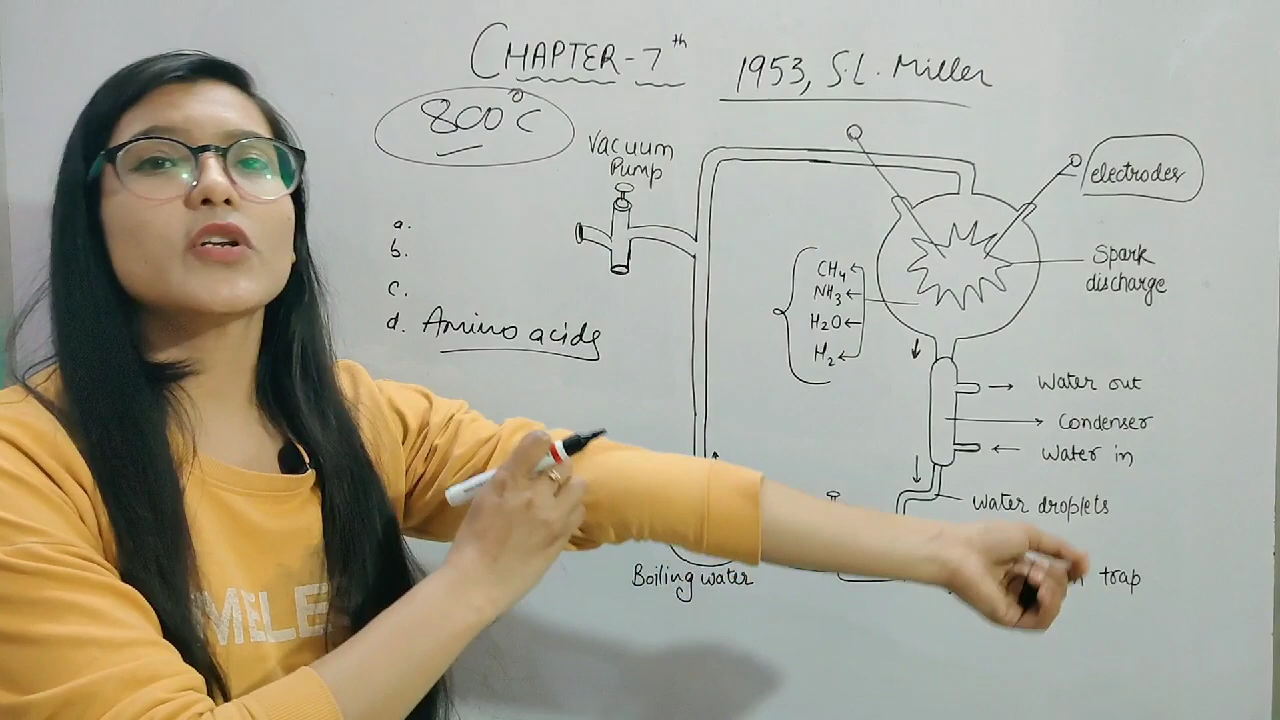 CHAPTER-7th
1953, S.L. Miller
800°C
Vacuum
Pump
electrodes
a.
b.
c.
d. Amino acids
CH4
NH3
H2O
H2
Spark
discharge
Water out
Condenser
Water in
Water droplets
Boiling water
trap